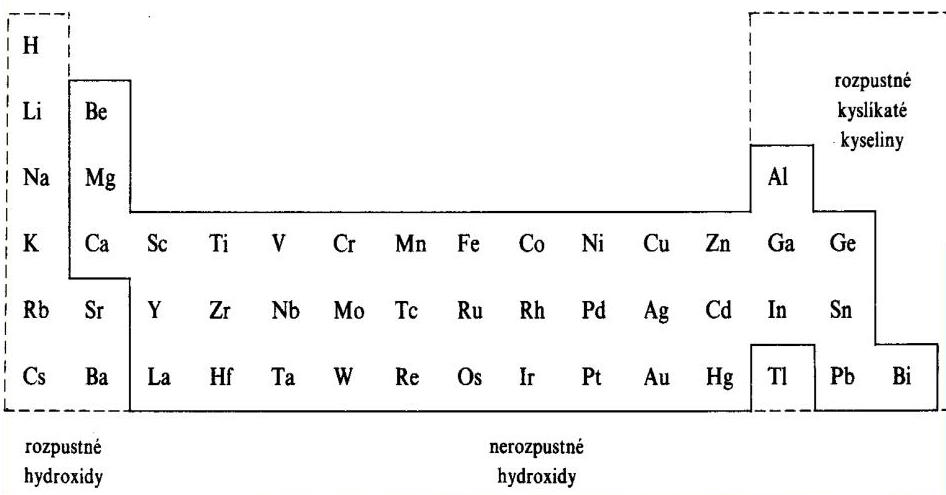 H
rozpustné
kyslíkaté
kyseliny
Li Be
Na Mg Al
K Ca Sc Ti V Cr Mn Fe Co Ni Cu Zn Ga Ge
Rb Sr Y Zr Nb Mo Tc Ru Rh Pd Ag Cd In Sn
Cs Ba La Hf Ta W Re Os Ir Pt Au Hg Tl Pb Bi
rozpustné
hydroxidy
nerozpustné
hydroxidy